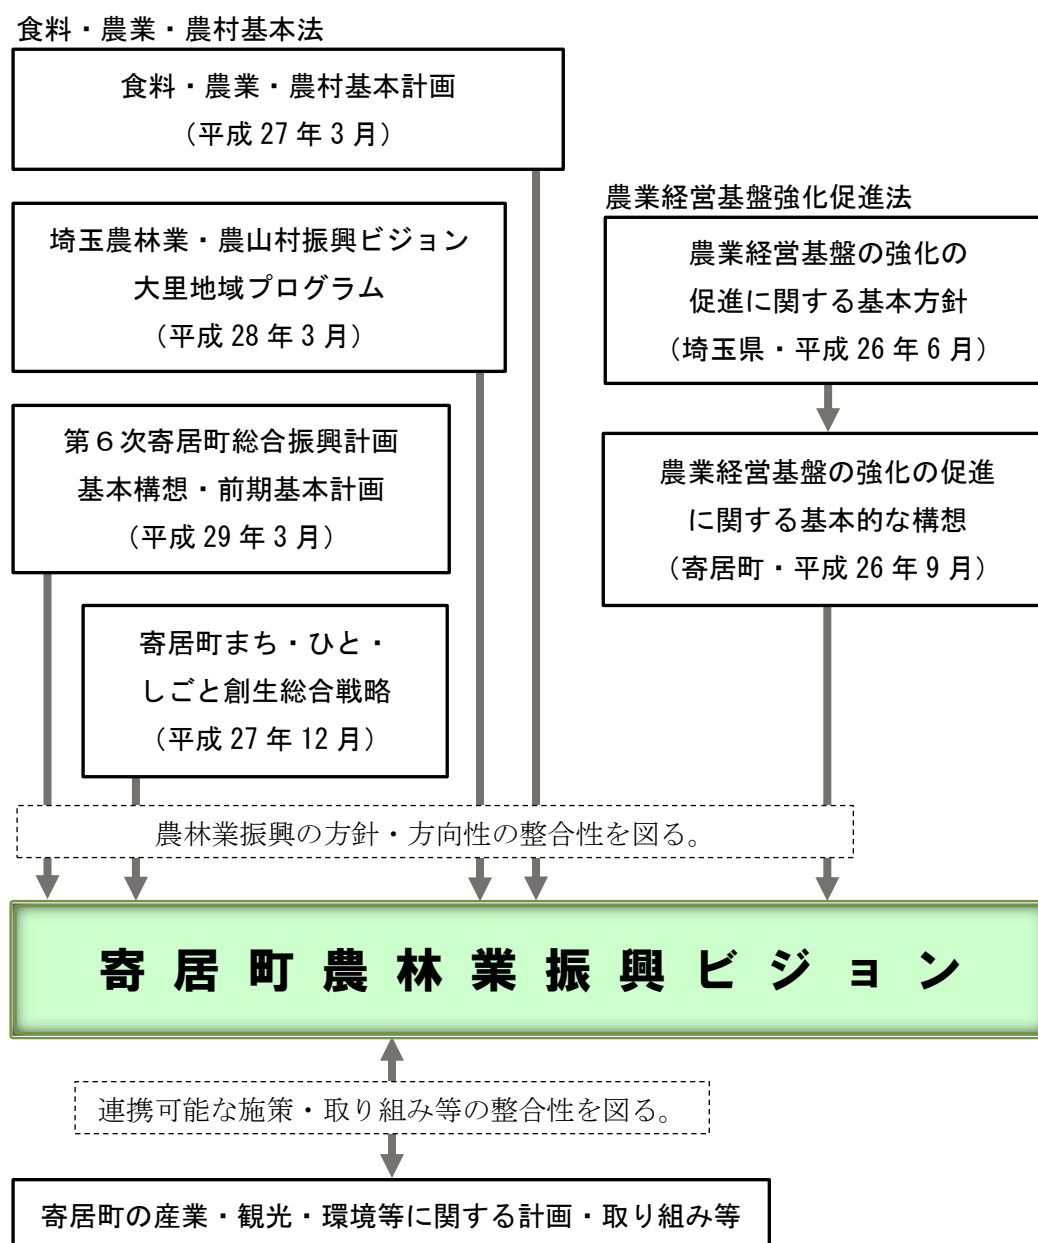 食料・農業・農村基本法
食料・農業・農村基本計画
（平成 27 年 3 月）
埼玉農林業・農山村振興ビジョン
大里地域プログラム
（平成 28 年 3 月）
第６次寄居町総合振興計画
基本構想・前期基本計画
（平成 29 年 3 月）
寄居町まち・ひと・
しごと創生総合戦略
（平成 27 年 12 月）
農業経営基盤強化促進法
農業経営基盤の強化の
促進に関する基本方針
（埼玉県・平成 26 年 6 月）
農業経営基盤の強化の促進
に関する基本的な構想
（寄居町・平成 26 年 9 月）
農林業振興の方針・方向性の整合性を図る。
寄居町農林業振興ビジョン
連携可能な施策・取り組み等の整合性を図る。
寄居町の産業・観光・環境等に関する計画・取り組み等